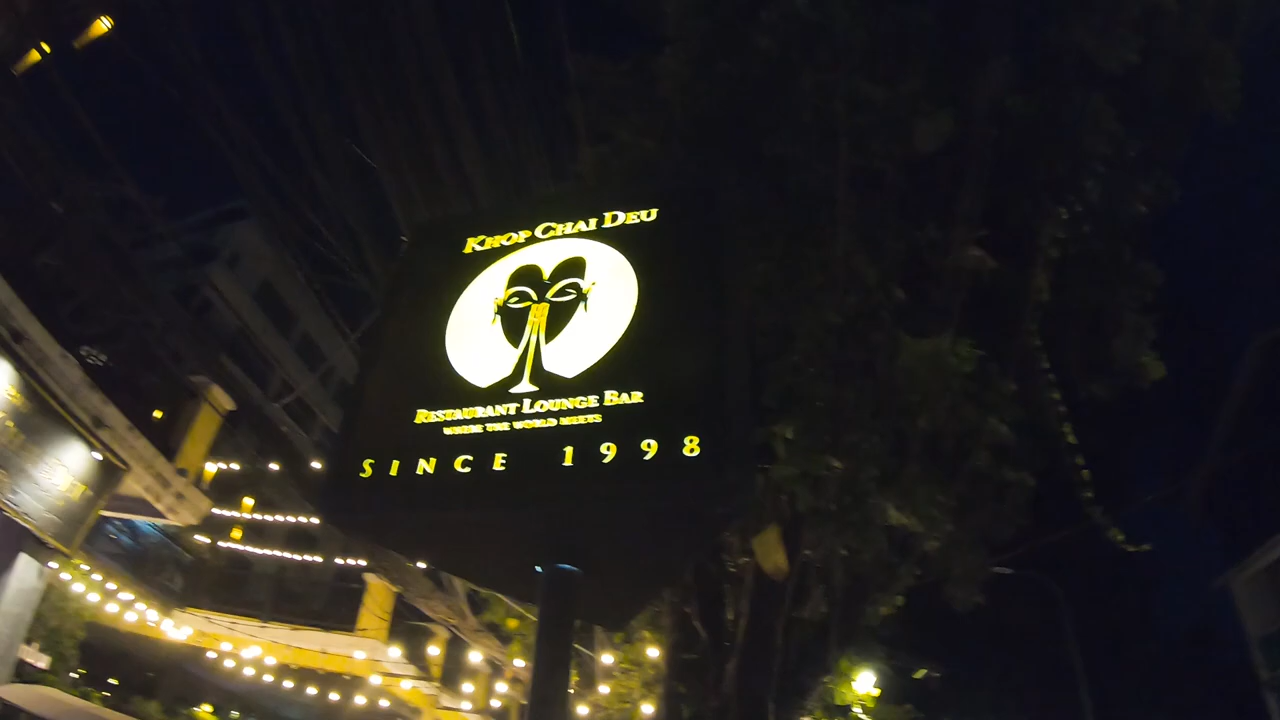 KHOP CHAI DEU
RESTAURANT LOUNGE BAR
WHERE THE WORLD MEETS
SINCE 1998